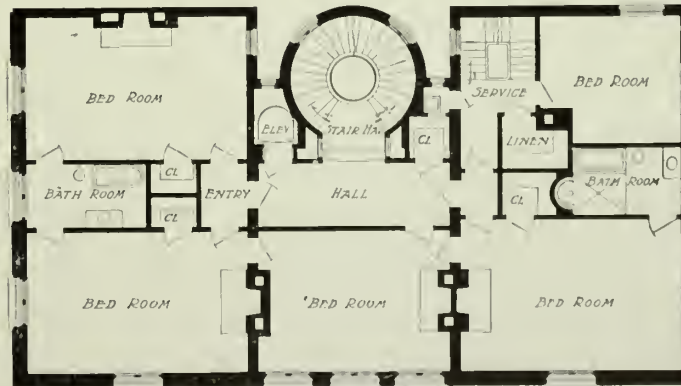 BED ROOM
ELEV
STAIR HA
CL
SERVICE
BED ROOM
LINEN
BATH ROOM
CL
CL
ENTRY
HALL
CL
BATH ROOM
BED ROOM
BED ROOM
BED ROOM